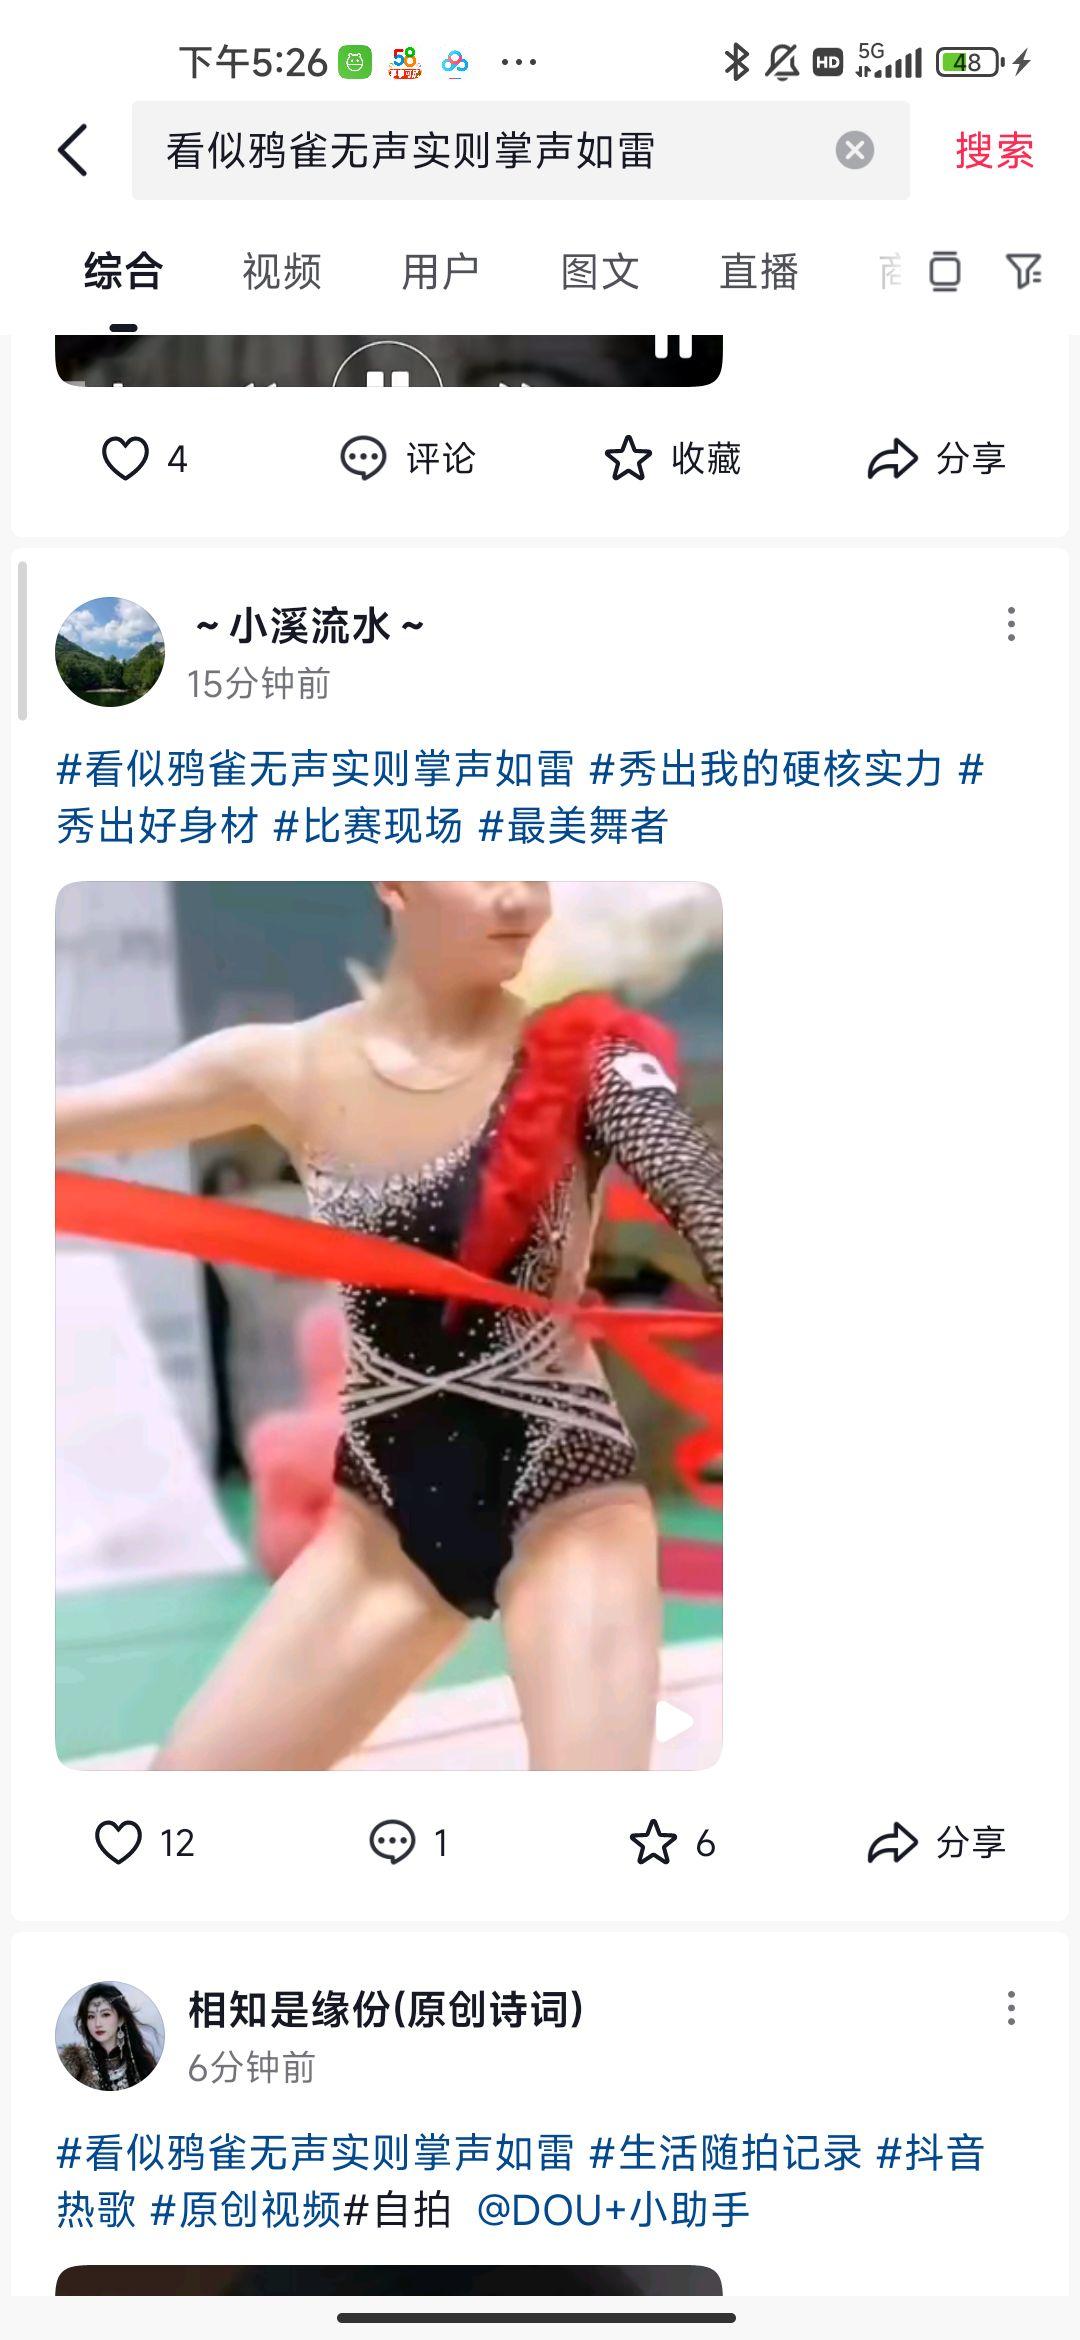 下午5:26 58 ··· HD 5G 48
看似鸦雀无声实则掌声如雷 搜索
综合 视频 用户 图文 直播
4 评论 收藏 分享
～小溪流水～
15分钟前
#看似鸦雀无声实则掌声如雷 #秀出我的硬核实力 #
秀出好身材 #比赛现场 #最美舞者
12 1 6 分享
相知是缘份(原创诗词)
6分钟前
#看似鸦雀无声实则掌声如雷 #生活随拍记录 #抖音
热歌 #原创视频#自拍 @DOU+小助手